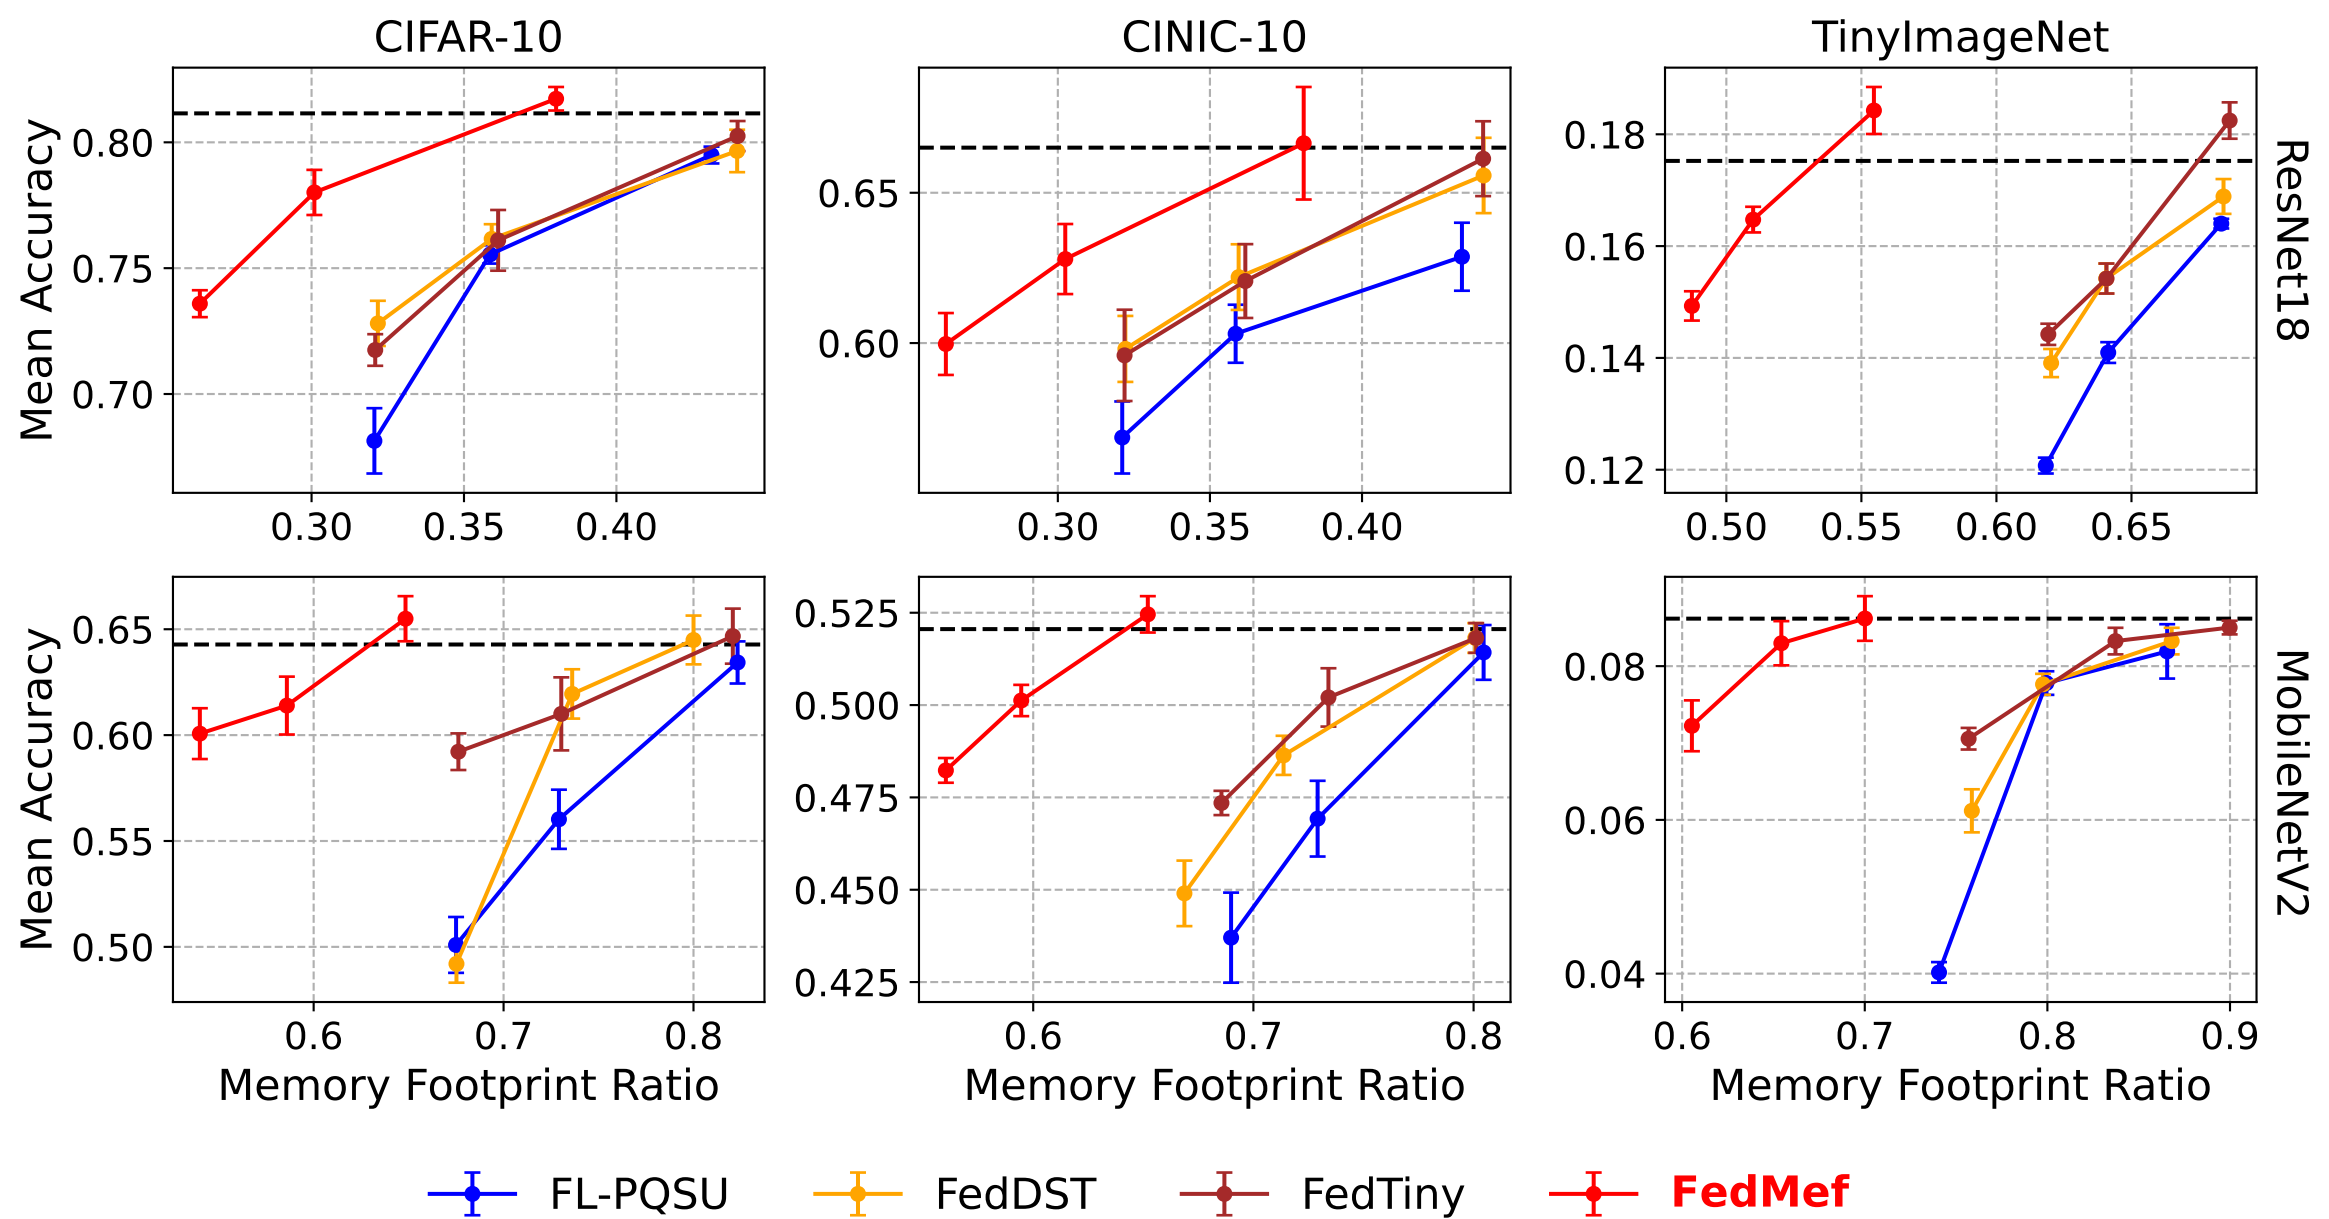 CIFAR-10 CINIC-10 TinyImageNet
Mean Accuracy
0.80
0.75
0.70
0.30 0.35 0.40
0.65
0.60
0.30 0.35 0.40
0.18
0.16
0.14
0.12
0.50 0.55 0.60 0.65
ResNet18
Mean Accuracy
0.65
0.60
0.55
0.50
0.6 0.7 0.8
Memory Footprint Ratio
0.525
0.500
0.475
0.450
0.425
0.6 0.7 0.8
Memory Footprint Ratio
0.08
0.06
0.04
0.6 0.7 0.8 0.9
Memory Footprint Ratio
MobileNetV2
FL-PQSU FedDST FedTiny FedMef